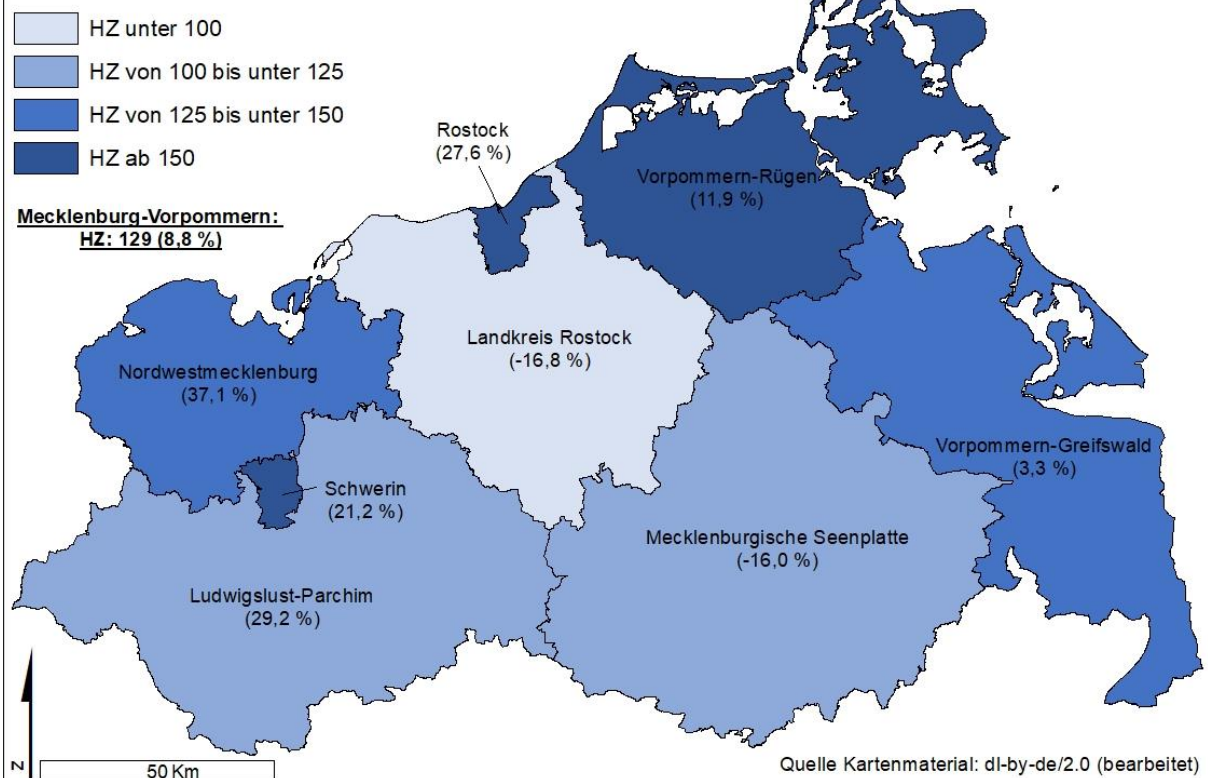 HZ unter 100
HZ von 100 bis unter 125
HZ von 125 bis unter 150
HZ ab 150
Mecklenburg-Vorpommern:
HZ: 129 (8,8 %)
Rostock
(27,6 %)
Vorpommern-Rügen
(11,9 %)
Landkreis Rostock
(-16,8 %)
Nordwestmecklenburg
(37,1 %)
Vorpommern-Greifswald
(3,3 %)
Schwerin
(21,2 %)
Mecklenburgische Seenplatte
(-16,0 %)
Ludwigslust-Parchim
(29,2 %)
N
50 Km
Quelle Kartenmaterial: dl-by-de/2.0 (bearbeitet)